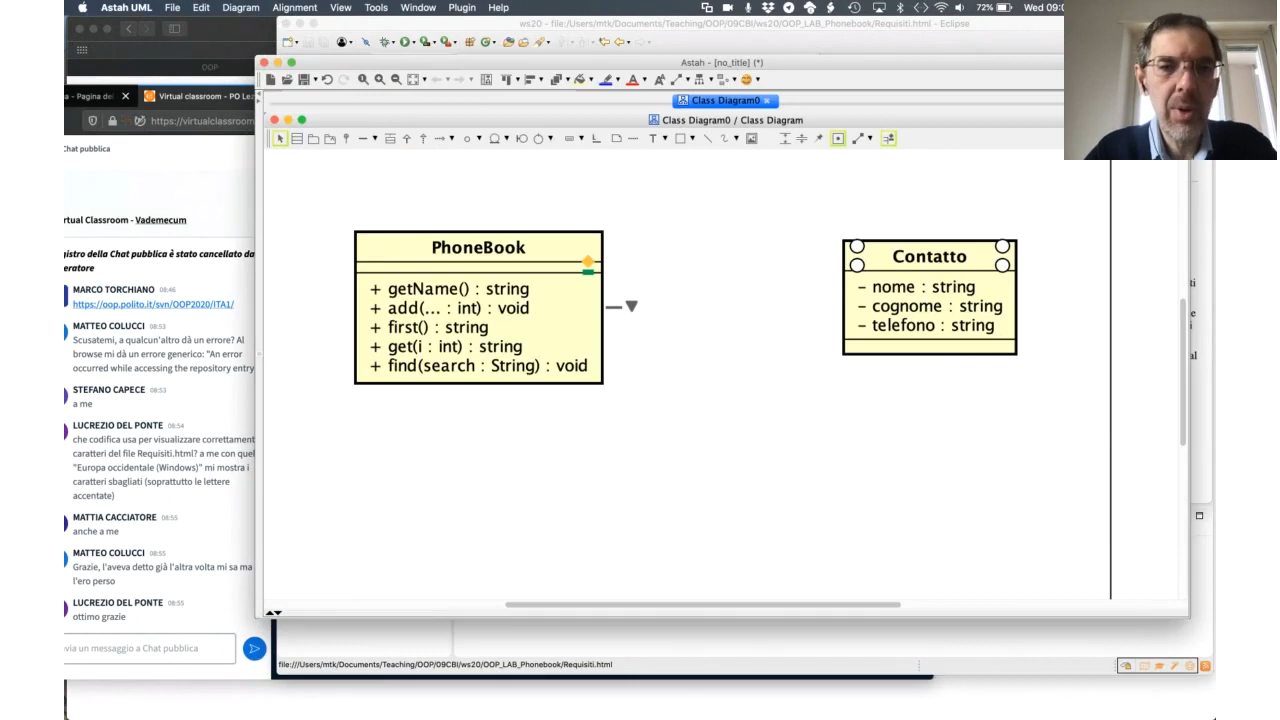 Astah UML File Edit Diagram Alignment View Tools Window Plugin Help
72% Wed 09:0
ws20 - file:/Users/mtk/Documents/Teaching/OOP/09CBI/ws20/OOP_LAB_Phonebook/Requisiti.html - Eclipse
Astah - [no_title] (*)
OOP
a - Pagina del
Virtual classroom - PO Le
Class Diagram0
https://virtualclassroom
Class Diagram0 / Class Diagram
Chat pubblica
rtual Classroom - Vademecum
gistro della Chat pubblica è stato cancellato da
eratore
MARCO TORCHIANO 08:46
https://oop.polito.it/svn/OOP2020/ITA1/
MATTEO COLUCCI 08:53
Scusatemi, a qualcun'altro dà un errore? Al
browse mi dà un errore generico: "An error
occurred while accessing the repository entry
STEFANO CAPECE 08:53
a me
LUCREZIO DEL PONTE 08:54
che codifica usa per visualizzare correttament
caratteri del file Requisiti.html? a me con quel
"Europa occidentale (Windows)" mi mostra i
caratteri sbagliati (soprattutto le lettere
accentate)
MATTIA CACCIATORE 08:55
anche a me
MATTEO COLUCCI 08:55
Grazie, l'aveva detto già l'altra volta mi sa ma
l'ero perso
LUCREZIO DEL PONTE 08:55
ottimo grazie
via un messaggio a Chat pubblica
PhoneBook
+ getName() : string
+ add(... : int) : void
+ first() : string
+ get(i : int) : string
+ find(search : String) : void
Contatto
- nome : string
- cognome : string
- telefono : string
ti
e
i
al
file:///Users/mtk/Documents/Teaching/OOP/09CBI/ws20/OOP_LAB_Phonebook/Requisiti.html